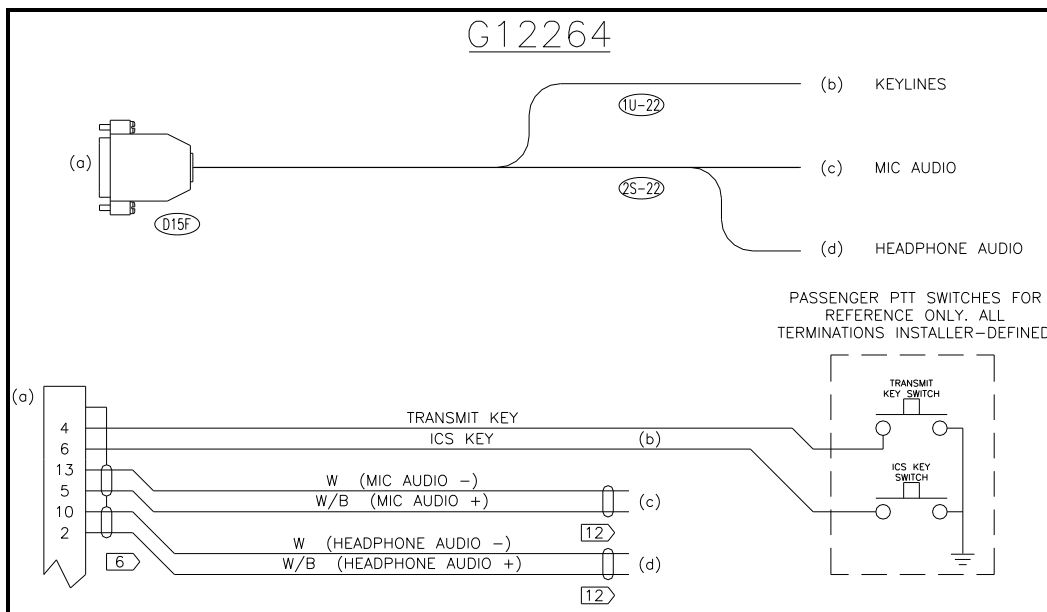 G12264
(b) KEYLINES
1U-22
(a)
(c) MIC AUDIO
2S-22
D15F
(d) HEADPHONE AUDIO
PASSENGER PTT SWITCHES FOR
REFERENCE ONLY. ALL
TERMINATIONS INSTALLER-DEFINED
(a)
TRANSMIT
KEY SWITCH
4 TRANSMIT KEY
6 ICS KEY (b)
ICS KEY
SWITCH
13 W (MIC AUDIO -)
5 W/B (MIC AUDIO +) (c)
10
12
2 W (HEADPHONE AUDIO -)
6 W/B (HEADPHONE AUDIO +) (d)
12